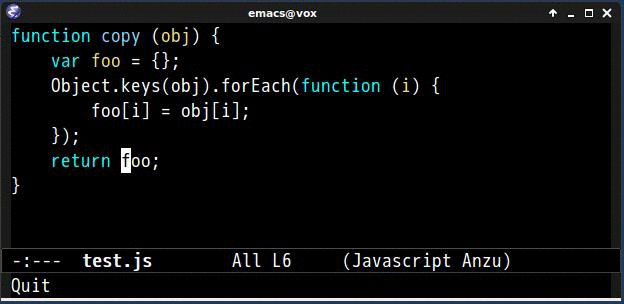 emacs@vox
function copy (obj) {
    var foo = {};
    Object.keys(obj).forEach(function (i) {
        foo[i] = obj[i];
    });
    return foo;
}
-:---  test.js        All L6     (Javascript Anzu)
Quit